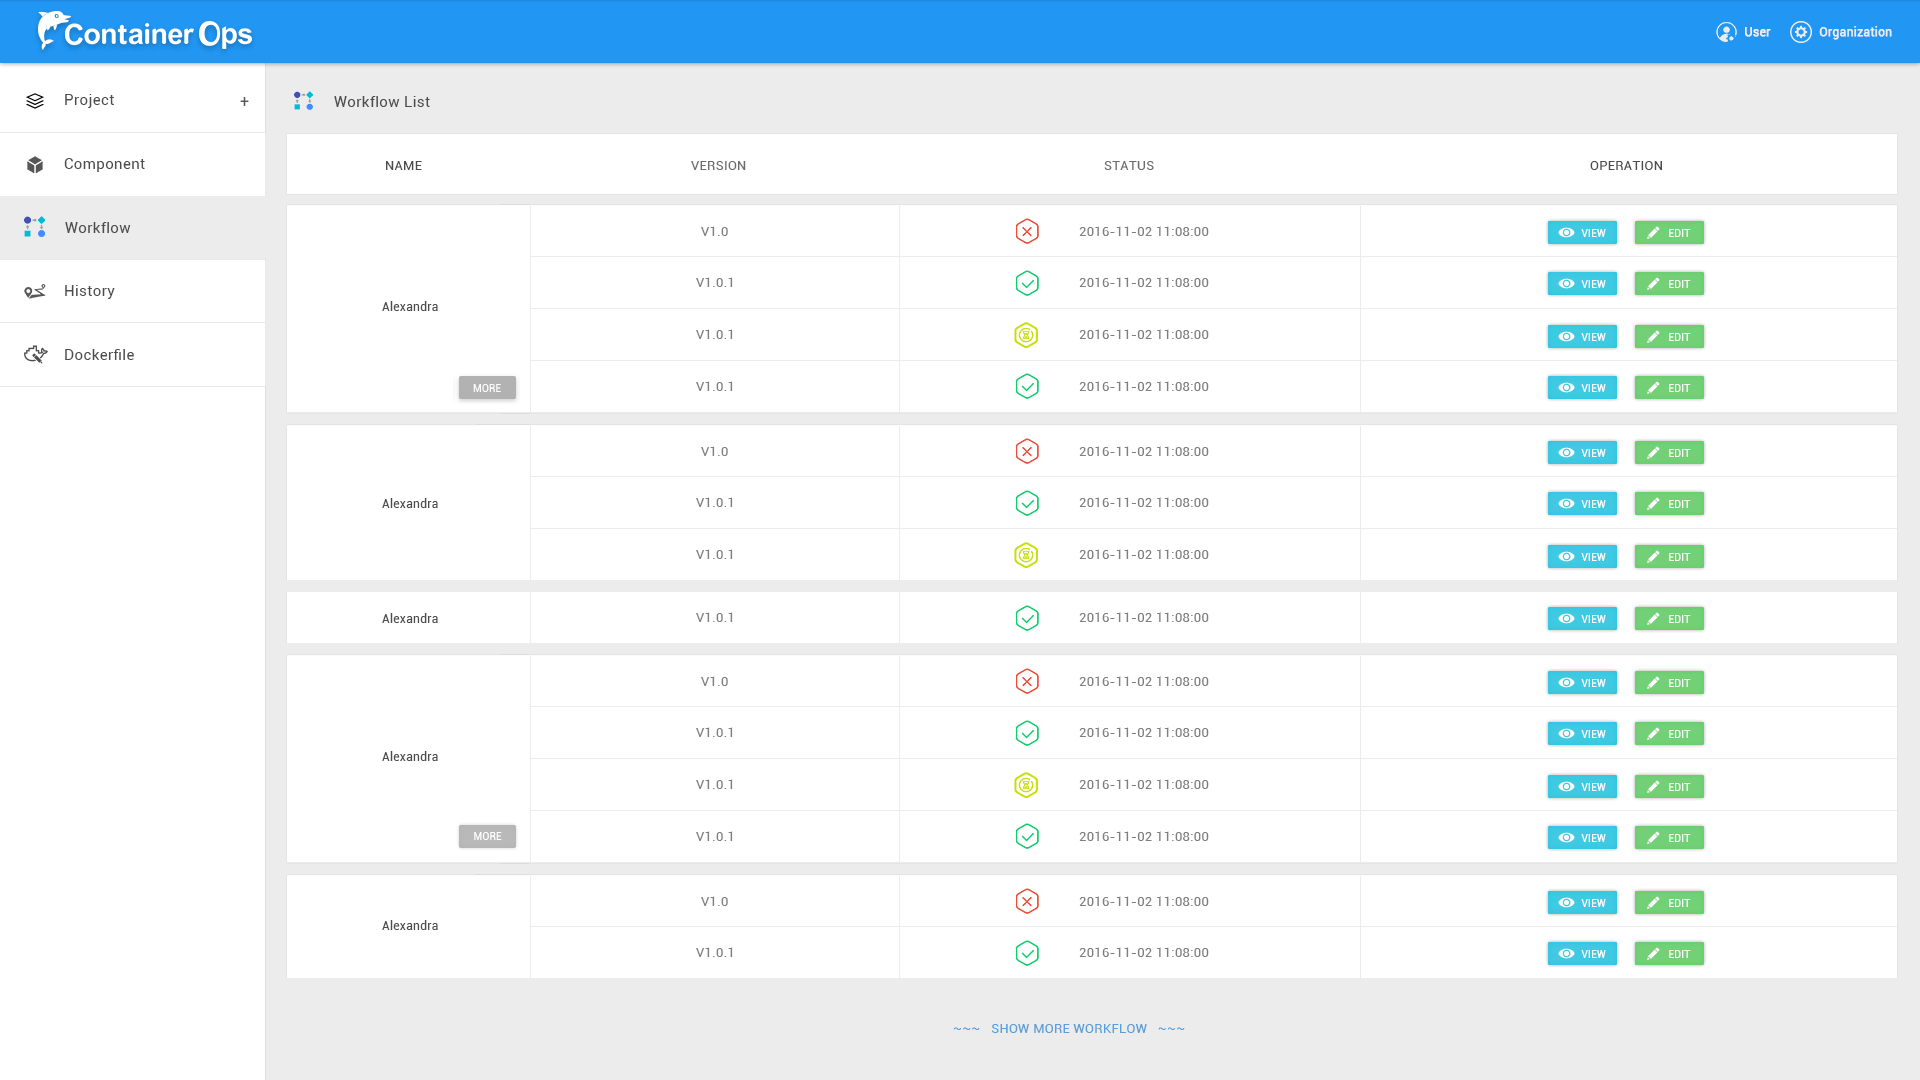 Container Ops
User
Organization
Project +
Component
Workflow
History
Dockerfile
Workflow List
NAME VERSION STATUS OPERATION
V1.0 2016-11-02 11:08:00 VIEW EDIT
V1.0.1 2016-11-02 11:08:00 VIEW EDIT
Alexandra
V1.0.1 2016-11-02 11:08:00 VIEW EDIT
MORE V1.0.1 2016-11-02 11:08:00 VIEW EDIT
V1.0 2016-11-02 11:08:00 VIEW EDIT
Alexandra V1.0.1 2016-11-02 11:08:00 VIEW EDIT
V1.0.1 2016-11-02 11:08:00 VIEW EDIT
Alexandra V1.0.1 2016-11-02 11:08:00 VIEW EDIT
V1.0 2016-11-02 11:08:00 VIEW EDIT
V1.0.1 2016-11-02 11:08:00 VIEW EDIT
Alexandra
V1.0.1 2016-11-02 11:08:00 VIEW EDIT
MORE V1.0.1 2016-11-02 11:08:00 VIEW EDIT
V1.0 2016-11-02 11:08:00 VIEW EDIT
Alexandra
V1.0.1 2016-11-02 11:08:00 VIEW EDIT
~~~ SHOW MORE WORKFLOW ~~~